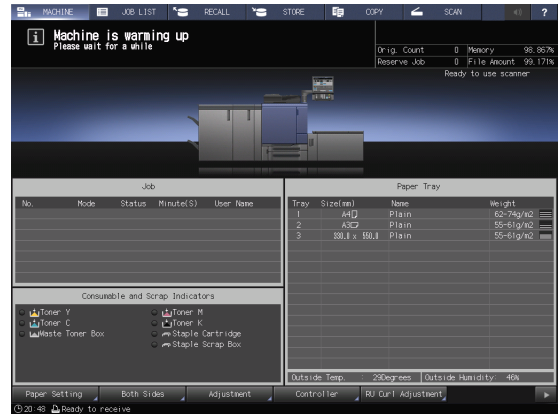 MACHINE JOB LIST RECALL STORE COPY SCAN ?
i Machine is warming up
Please wait for a while
Orig. Count 0 Memory 98.867%
Reserve Job 0 File Amount 99.171%
Ready to use scanner
Job
No. Mode Status Minute(S) User Name
Paper Tray
Tray Size(mm) Name Weight
1 A4 Plain 62-74g/m2
2 A3 Plain 55-61g/m2
3 330.0 x 550.0 Plain 55-61g/m2
Consumable and Scrap Indicators
Toner Y Toner M
Toner C Toner K
Waste Toner Box Staple Cartridge
Staple Scrap Box
Outside Temp. : 29Degrees Outside Humidity: 46%
Paper Setting Both Sides Adjustment Controller RU Curl Adjustment
20:48 Ready to receive